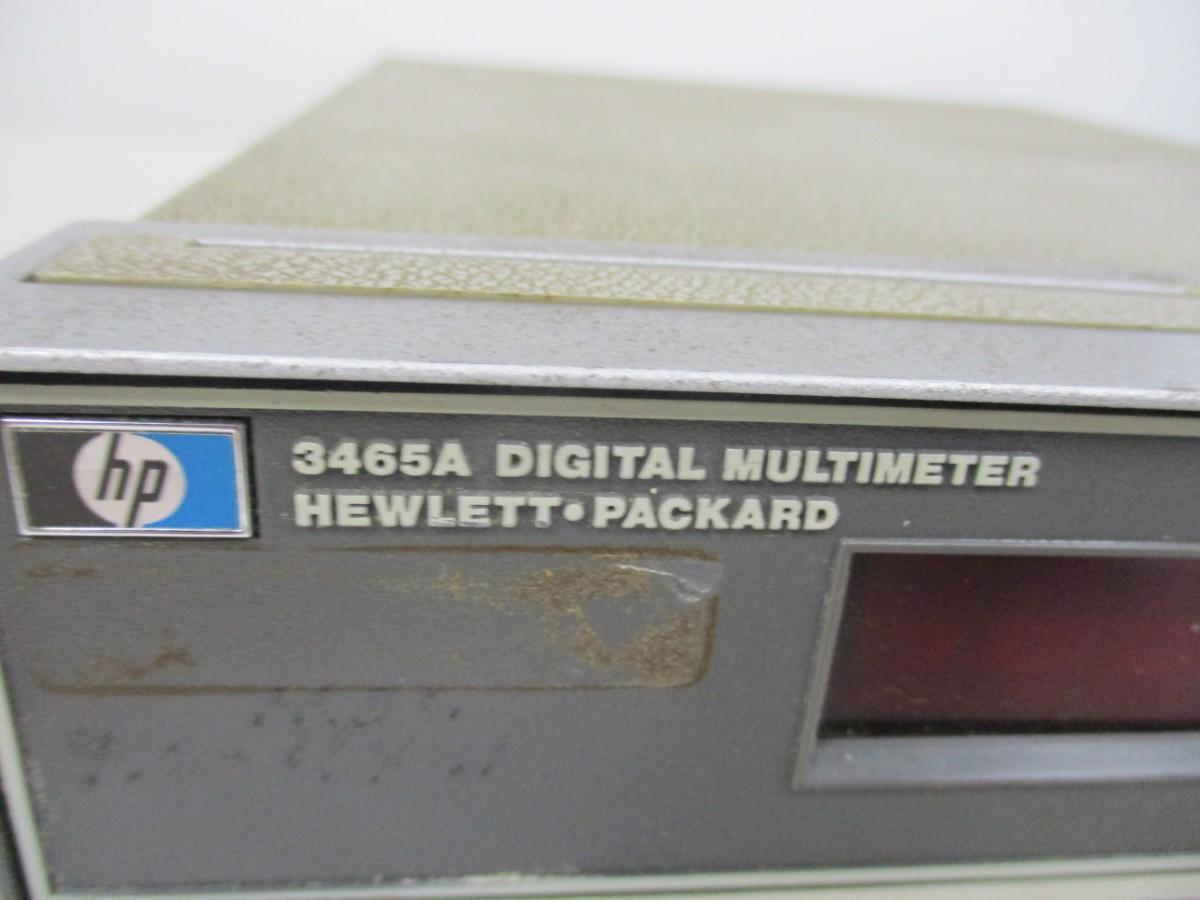 hp
3465A DIGITAL MULTIMETER
HEWLETT•PACKARD